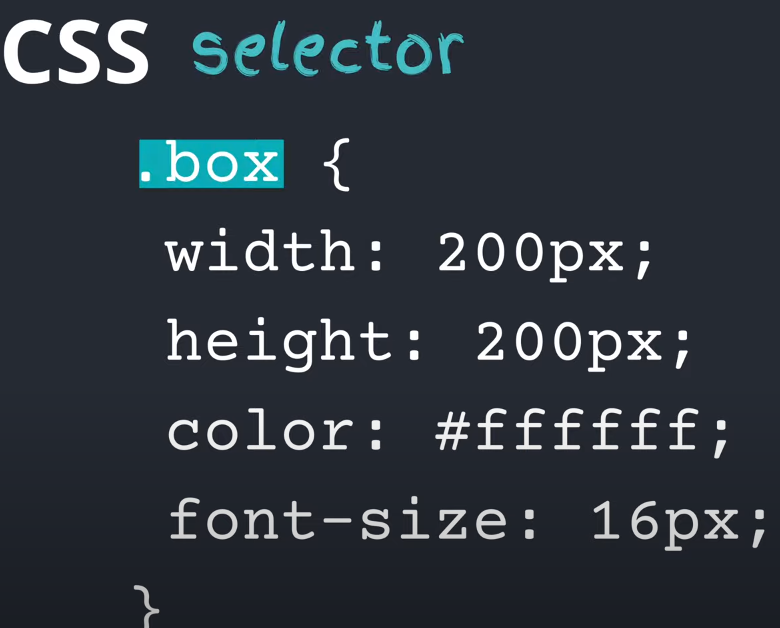 CSS selector
.box {
width: 200px;
height: 200px;
color: #ffffff;
font-size: 16px;
}